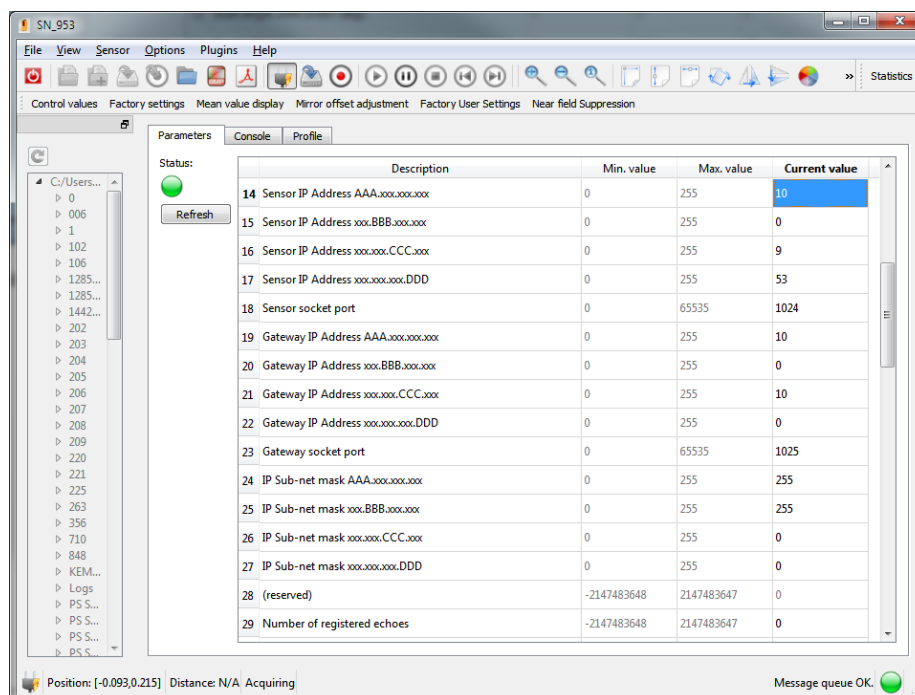 SN_953
File View Sensor Options Plugins Help
» Statistics
Control values Factory settings Mean value display Mirror offset adjustment Factory User Settings Near field Suppression
Parameters Console Profile
Status:
Refresh
C:/Users...
0
006
1
102
106
1285...
1285...
1442...
202
203
204
205
206
207
208
209
220
221
225
263
356
710
848
KEM...
Logs
PS S...
PS S...
PS S...
PS S...
Description Min. value Max. value Current value
14 Sensor IP Address AAA.xxx.xxx.xxx 0 255 10
15 Sensor IP Address xxx.BBB.xxx.xxx 0 255 0
16 Sensor IP Address xxx.xxx.CCC.xxx 0 255 9
17 Sensor IP Address xxx.xxx.xxx.DDD 0 255 53
18 Sensor socket port 0 65535 1024
19 Gateway IP Address AAA.xxx.xxx.xxx 0 255 10
20 Gateway IP Address xxx.BBB.xxx.xxx 0 255 0
21 Gateway IP Address xxx.xxx.CCC.xxx 0 255 10
22 Gateway IP Address xxx.xxx.xxx.DDD 0 255 0
23 Gateway socket port 0 65535 1025
24 IP Sub-net mask AAA.xxx.xxx.xxx 0 255 255
25 IP Sub-net mask xxx.BBB.xxx.xxx 0 255 255
26 IP Sub-net mask xxx.xxx.CCC.xxx 0 255 0
27 IP Sub-net mask xxx.xxx.xxx.DDD 0 255 0
28 (reserved) -2147483648 2147483647 0
29 Number of registered echoes -2147483648 2147483647 0
Position: [-0.093,0.215] Distance: N/A Acquiring
Message queue OK.